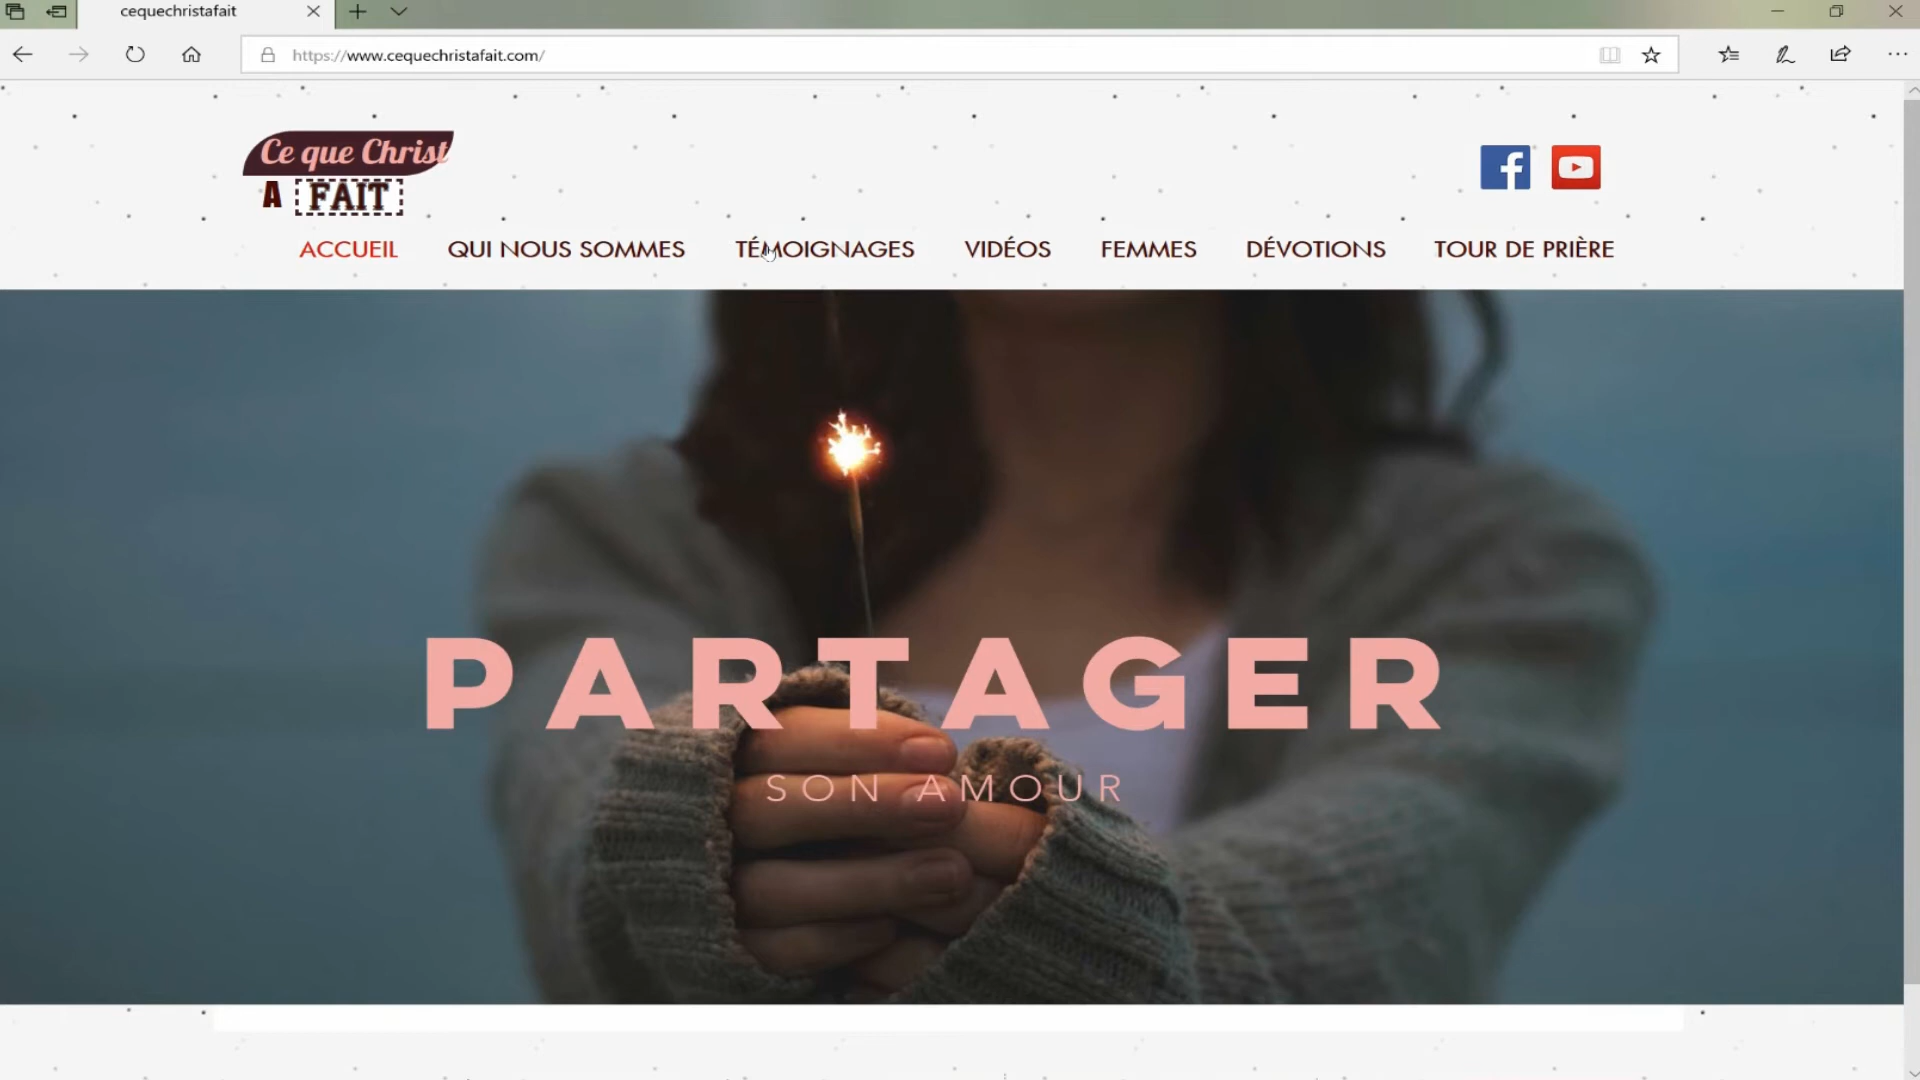 cequechristafait
https://www.cequechristafait.com/
Ce que Christ
A FAIT
ACCUEIL QUI NOUS SOMMES TÉMOIGNAGES VIDÉOS FEMMES DÉVOTIONS TOUR DE PRIÈRE
PARTAGER
SON AMOUR